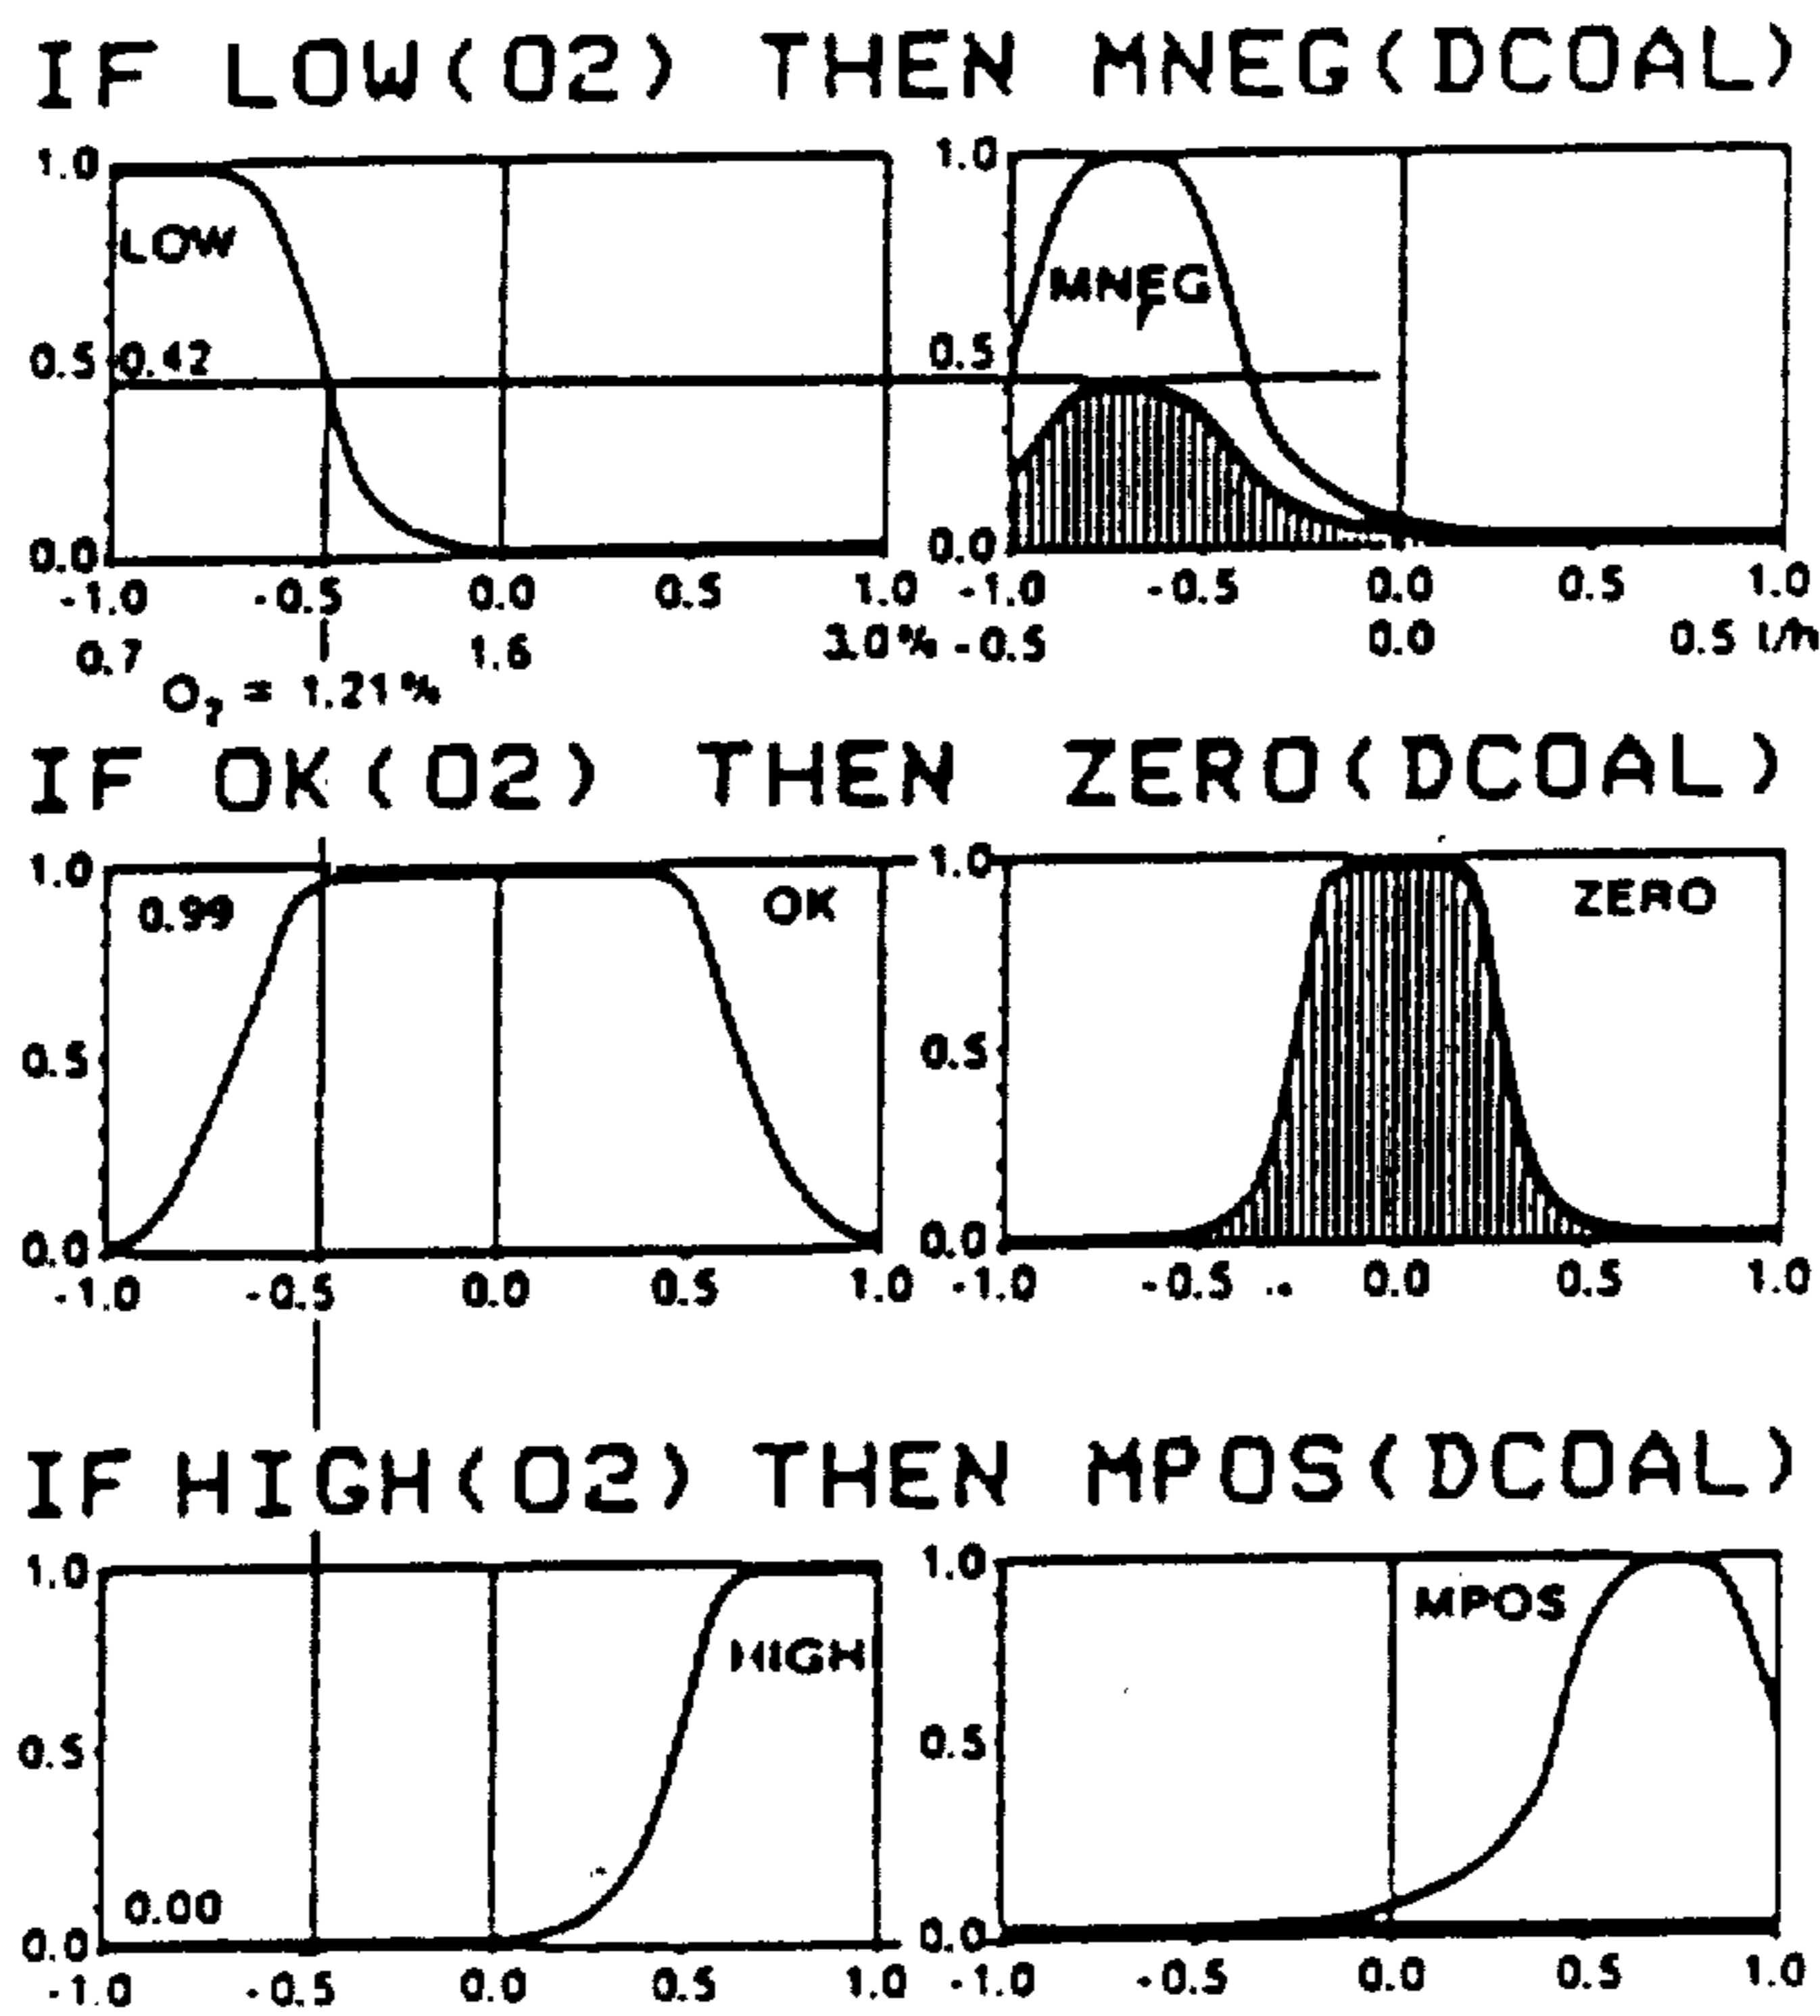 IF LOW(O2) THEN MNEG(DCOAL)
1.0 1.0
LOW
MNEG
0.5 0.42 0.5
0.0 0.0
-1.0 -0.5 0.0 0.5 1.0 -1.0 -0.5 0.0 0.5 1.0
0.7 1.6 3.0% -0.5 0.0 0.5 t/h
O₂ = 1.21%
IF OK(O2) THEN ZERO(DCOAL)
1.0 1.0
0.99 OK ZERO
0.5 0.5
0.0 0.0
-1.0 -0.5 0.0 0.5 1.0 -1.0 -0.5 0.0 0.5 1.0
IF HIGH(O2) THEN MPOS(DCOAL)
1.0 1.0
MPOS
HIGH
0.5 0.5
0.00
0.0 0.0
-1.0 -0.5 0.0 0.5 1.0 -1.0 -0.5 0.0 0.5 1.0